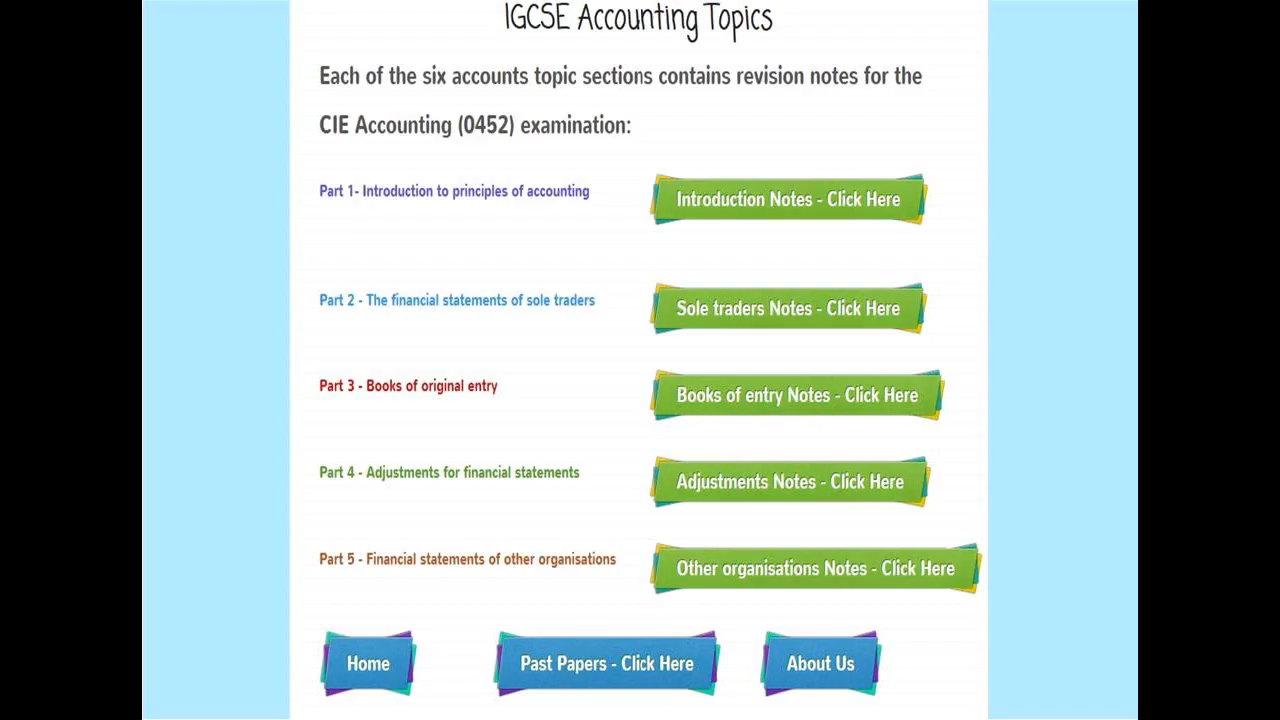 IGCSE Accounting Topics
Each of the six accounts topic sections contains revision notes for the
CIE Accounting (0452) examination:
Part 1- Introduction to principles of accounting
Introduction Notes - Click Here
Part 2 - The financial statements of sole traders
Sole traders Notes - Click Here
Part 3 - Books of original entry
Books of entry Notes - Click Here
Part 4 - Adjustments for financial statements
Adjustments Notes - Click Here
Part 5 - Financial statements of other organisations
Other organisations Notes - Click Here
Home
Past Papers - Click Here
About Us